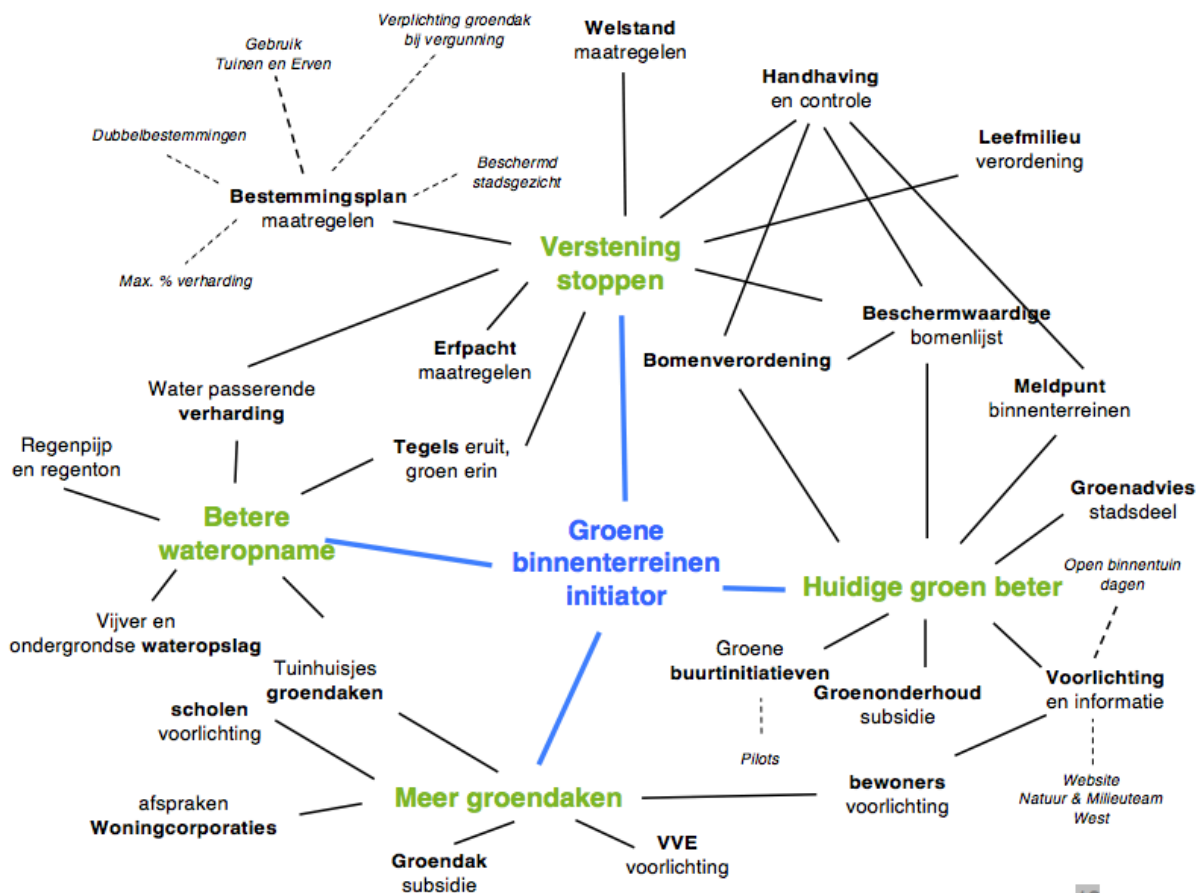 Verplichting groendak
bij vergunning
Welstand
maatregelen
Gebruik
Tuinen en Erven
Handhaving
en controle
Dubbelbestemmingen
Leefmilieu
verordening
Beschermd
stadsgezicht
Bestemmingsplan
maatregelen
Verstening
stoppen
Max. % verharding
Beschermwaardige
bomenlijst
Erfpacht
maatregelen
Bomenverordening
Water passerende
verharding
Meldpunt
binnenterreinen
Regenpijp
en regenton
Tegels eruit,
groen erin
Groenadvies
stadsdeel
Betere
wateropname
Groene
binnenterreinen
initiator
Huidige groen beter
Open binnentuin
dagen
Vijver en
ondergrondse wateropslag
Tuinhuisjes
groendaken
Groene
buurtinitiatieven
Groenonderhoud
subsidie
Voorlichting
en informatie
scholen
voorlichting
Pilots
Website
Natuur & Milieuteam
West
bewoners
voorlichting
Meer groendaken
afspraken
Woningcorporaties
Groendak
subsidie
VVE
voorlichting